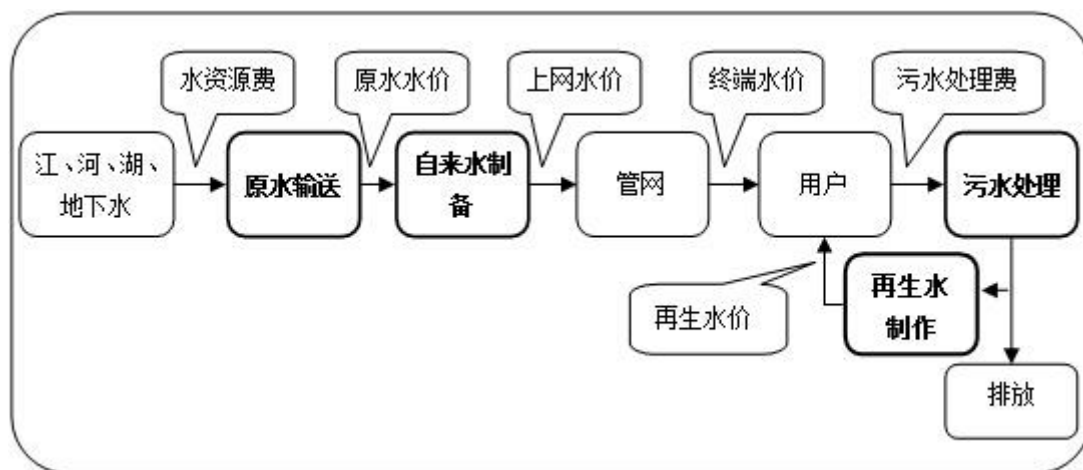 水资源费
原水水价
上网水价
终端水价
污水处理费
江、河、湖、
地下水
原水输送
自来水制
备
管网
用户
污水处理
再生水价
再生水
制作
排放